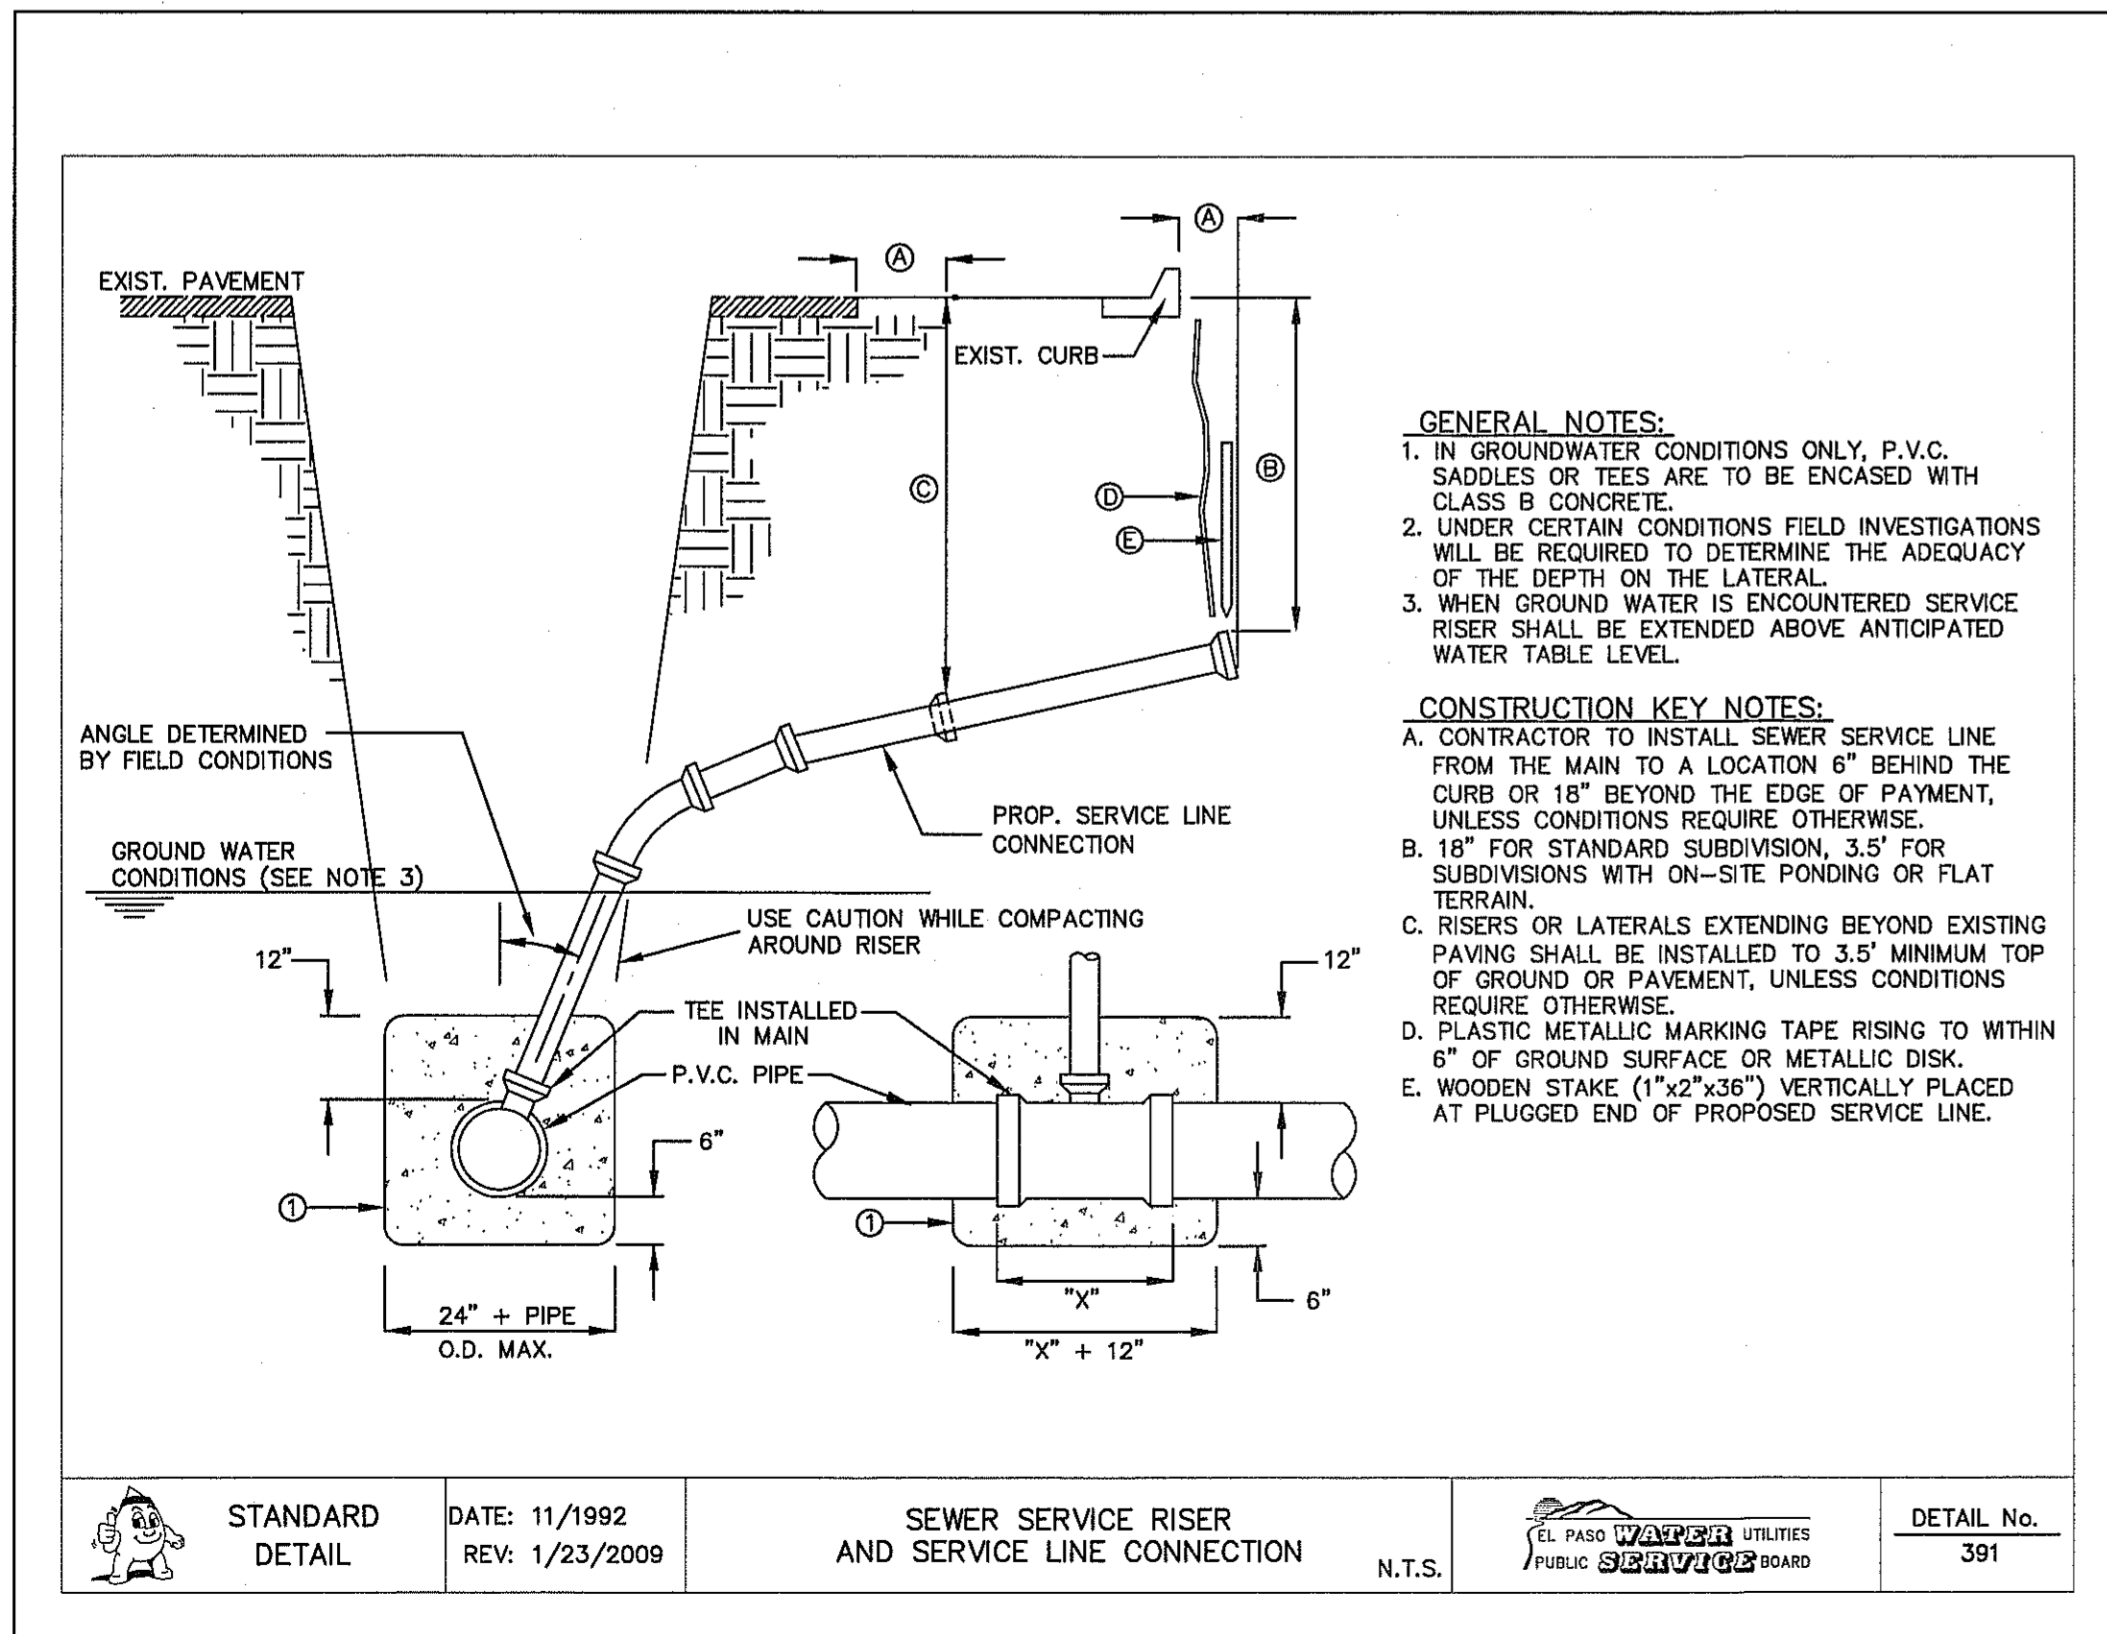 EXIST. PAVEMENT
Ⓐ
Ⓐ
EXIST. CURB
Ⓒ
Ⓑ
Ⓓ
Ⓔ
ANGLE DETERMINED
BY FIELD CONDITIONS
PROP. SERVICE LINE
CONNECTION
GROUND WATER
CONDITIONS (SEE NOTE 3)
USE CAUTION WHILE COMPACTING
AROUND RISER
12"
12"
TEE INSTALLED
IN MAIN
P.V.C. PIPE
6"
①
①
24" + PIPE
O.D. MAX.
"X"
6"
"X" + 12"
GENERAL NOTES:
1. IN GROUNDWATER CONDITIONS ONLY, P.V.C.
SADDLES OR TEES ARE TO BE ENCASED WITH
CLASS B CONCRETE.
2. UNDER CERTAIN CONDITIONS FIELD INVESTIGATIONS
WILL BE REQUIRED TO DETERMINE THE ADEQUACY
OF THE DEPTH ON THE LATERAL.
3. WHEN GROUND WATER IS ENCOUNTERED SERVICE
RISER SHALL BE EXTENDED ABOVE ANTICIPATED
WATER TABLE LEVEL.
CONSTRUCTION KEY NOTES:
A. CONTRACTOR TO INSTALL SEWER SERVICE LINE
FROM THE MAIN TO A LOCATION 6" BEHIND THE
CURB OR 18" BEYOND THE EDGE OF PAYMENT,
UNLESS CONDITIONS REQUIRE OTHERWISE.
B. 18" FOR STANDARD SUBDIVISION, 3.5' FOR
SUBDIVISIONS WITH ON-SITE PONDING OR FLAT
TERRAIN.
C. RISERS OR LATERALS EXTENDING BEYOND EXISTING
PAVING SHALL BE INSTALLED TO 3.5' MINIMUM TOP
OF GROUND OR PAVEMENT, UNLESS CONDITIONS
REQUIRE OTHERWISE.
D. PLASTIC METALLIC MARKING TAPE RISING TO WITHIN
6" OF GROUND SURFACE OR METALLIC DISK.
E. WOODEN STAKE (1"x2"x36") VERTICALLY PLACED
AT PLUGGED END OF PROPOSED SERVICE LINE.
STANDARD
DETAIL
DATE: 11/1992
REV: 1/23/2009
SEWER SERVICE RISER
AND SERVICE LINE CONNECTION
N.T.S.
EL PASO WATER UTILITIES
PUBLIC SERVICE BOARD
DETAIL No.
391